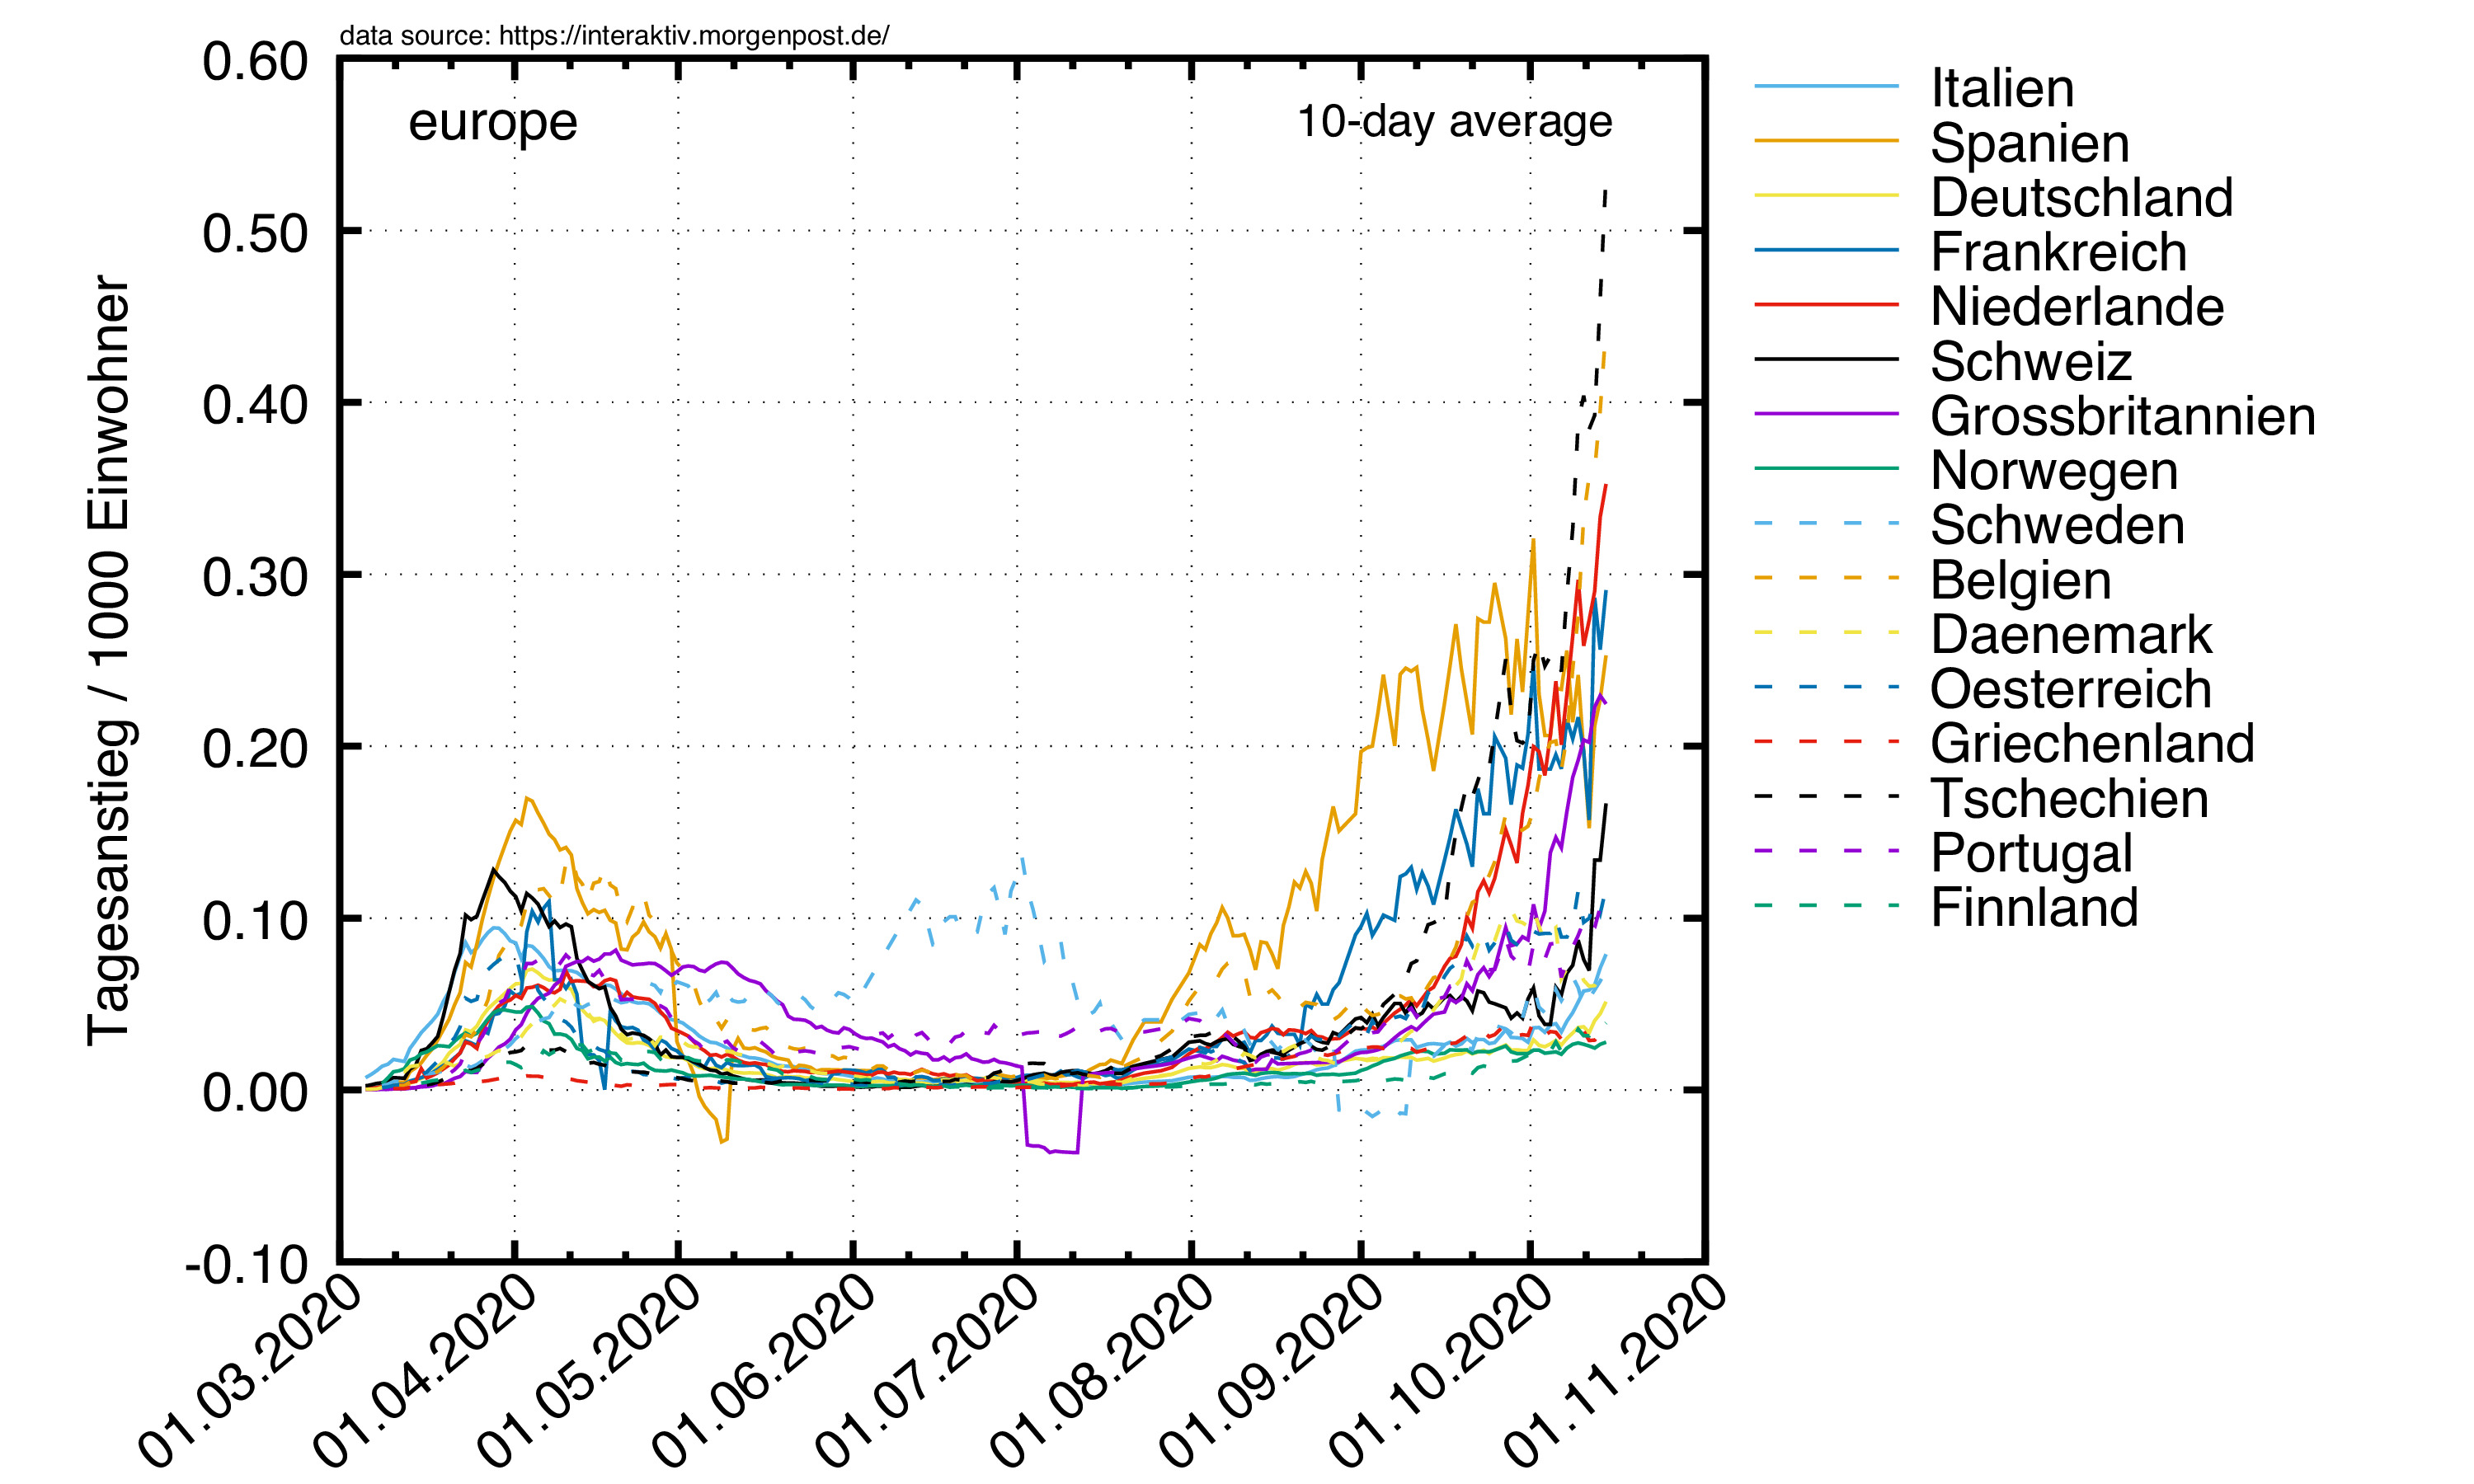 data source: https://interaktiv.morgenpost.de/
europe
10-day average
Tagesanstieg / 1000 Einwohner
0.60
0.50
0.40
0.30
0.20
0.10
0.00
-0.10
01.03.2020
01.04.2020
01.05.2020
01.06.2020
01.07.2020
01.08.2020
01.09.2020
01.10.2020
01.11.2020
Italien
Spanien
Deutschland
Frankreich
Niederlande
Schweiz
Grossbritannien
Norwegen
Schweden
Belgien
Daenemark
Oesterreich
Griechenland
Tschechien
Portugal
Finnland